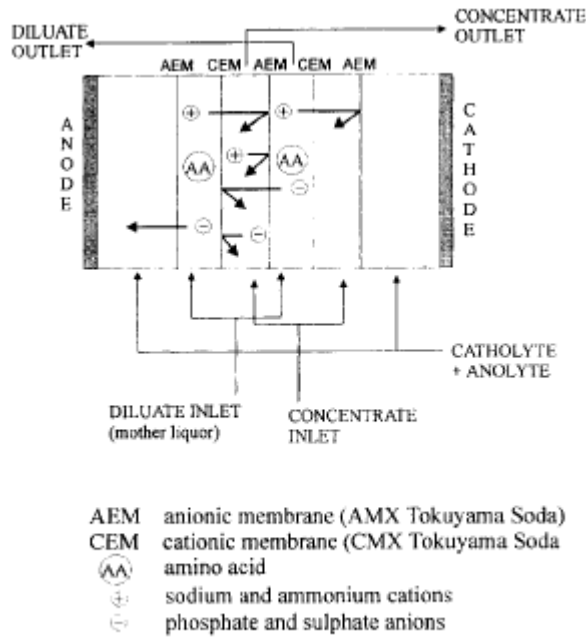 DILUATE
OUTLET
CONCENTRATE
OUTLET
AEM CEM AEM CEM AEM
ANODE
CATHODE
+ +
+
AA AA
-
- -
CATHOLYTE
+ ANOLYTE
DILUATE INLET
(mother liquor)
CONCENTRATE
INLET
AEM anionic membrane (AMX Tokuyama Soda)
CEM cationic membrane (CMX Tokuyama Soda
AA amino acid
+ sodium and ammonium cations
- phosphate and sulphate anions